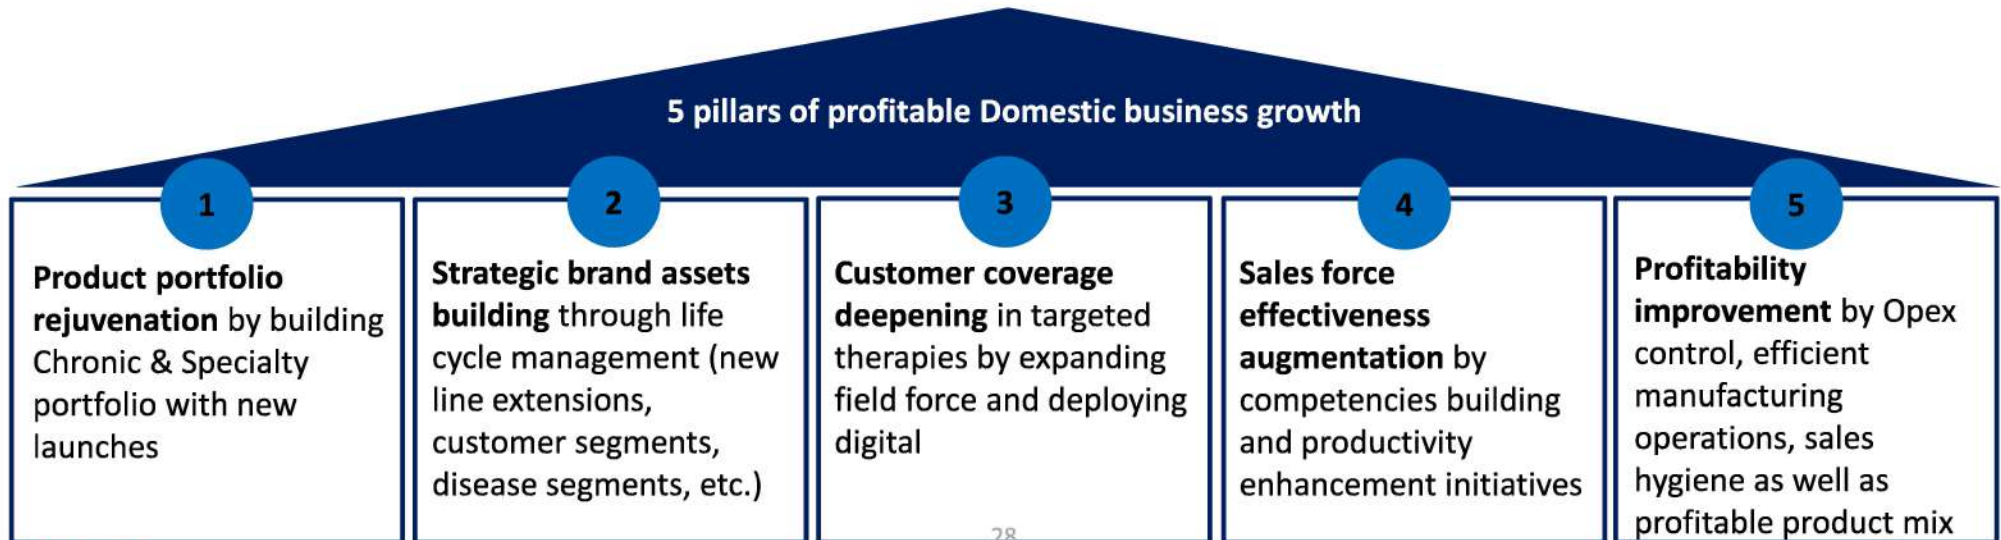 5 pillars of profitable Domestic business growth
1
Product portfolio
rejuvenation by building
Chronic & Specialty
portfolio with new
launches
2
Strategic brand assets
building through life
cycle management (new
line extensions,
customer segments,
disease segments, etc.)
3
Customer coverage
deepening in targeted
therapies by expanding
field force and deploying
digital
4
Sales force
effectiveness
augmentation by
competencies building
and productivity
enhancement initiatives
5
Profitability
improvement by Opex
control, efficient
manufacturing
operations, sales
hygiene as well as
profitable product mix
28